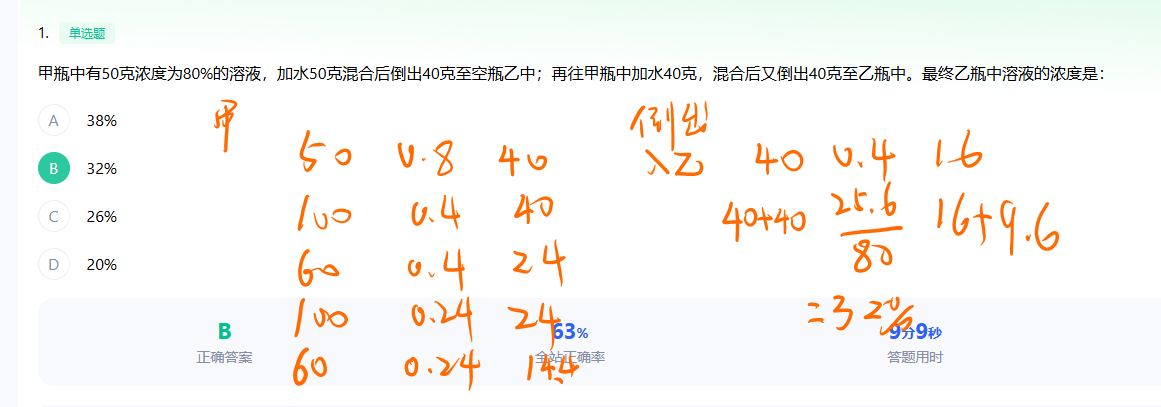 1. 单选题
甲瓶中有50克浓度为80%的溶液，加水50克混合后倒出40克至空瓶乙中；再往甲瓶中加水40克，混合后又倒出40克至乙瓶中。最终乙瓶中溶液的浓度是：
A 38%
B 32%
C 26%
D 20%
甲
50 0.8 40
100 0.4 40
60 0.4 24
100 0.24 24
60 0.24 14.4
倒出
入乙 40 0.4 16
40+40 25.6/80 16+9.6
=32%
B 63% 9分9秒
正确答案 全站正确率 答题用时